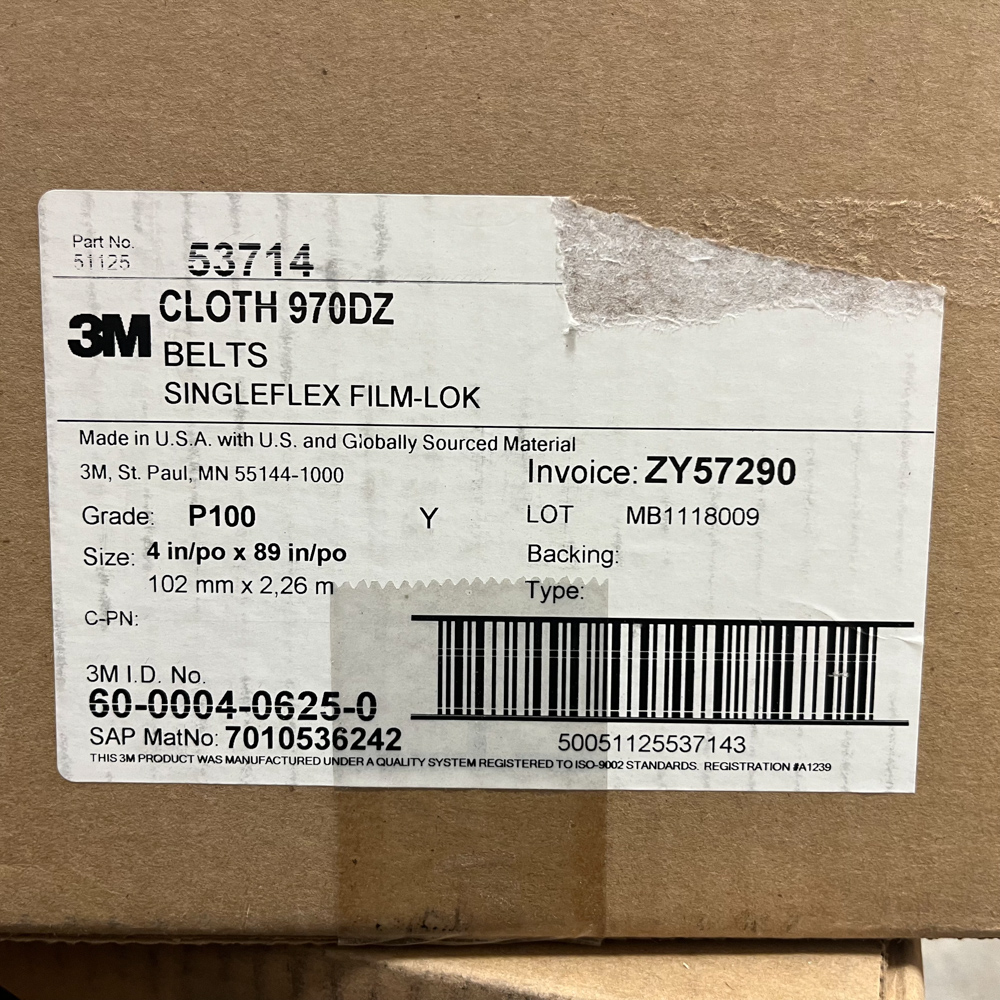 Part No.
51125 53714
CLOTH 970DZ
3M
BELTS
SINGLEFLEX FILM-LOK
Made in U.S.A. with U.S. and Globally Sourced Material
3M, St. Paul, MN 55144-1000
Invoice: ZY57290
Grade: P100 Y LOT MB1118009
Size: 4 in/po x 89 in/po Backing:
102 mm x 2,26 m Type:
C-PN:
3M I.D. No.
60-0004-0625-0
SAP MatNo: 7010536242 50051125537143
THIS 3M PRODUCT WAS MANUFACTURED UNDER A QUALITY SYSTEM REGISTERED TO ISO-9002 STANDARDS. REGISTRATION #A1239